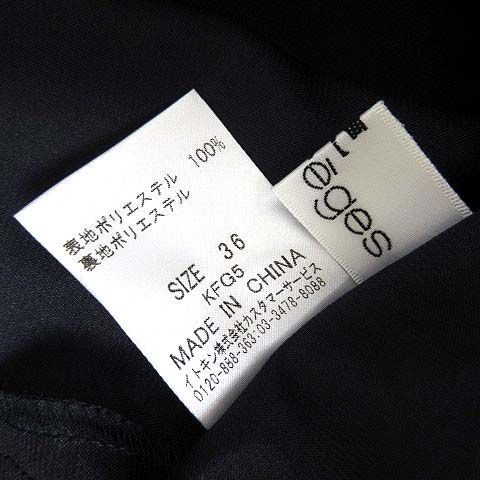 表地ポリエステル 100%
裏地ポリエステル
SIZE 36
KFG5
MADE IN CHINA
イトキン株式会社カスタマーサービス
0120-868-363:03-3478-8088
eiges